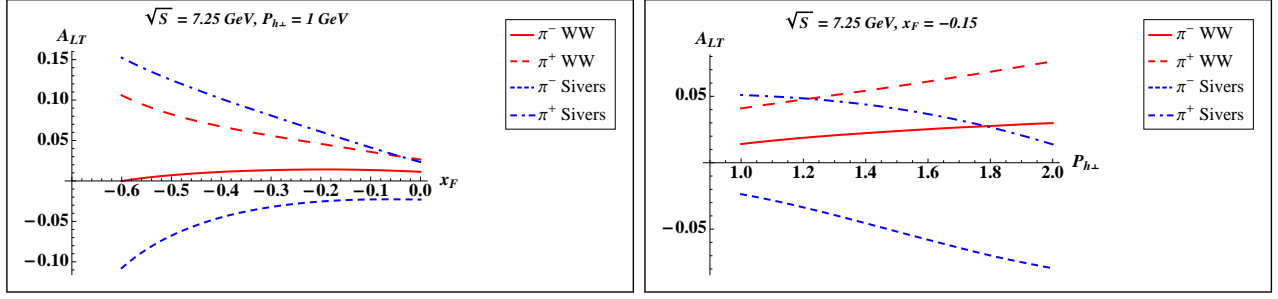 √S = 7.25 GeV, P_h⊥ = 1 GeV
A_LT
0.15
0.10
0.05
-0.05
-0.10
-0.6 -0.5 -0.4 -0.3 -0.2 -0.1 0.0
x_F
π⁻ WW
π⁺ WW
π⁻ Sivers
π⁺ Sivers
√S = 7.25 GeV, x_F = -0.15
A_LT
0.05
-0.05
1.0 1.2 1.4 1.6 1.8 2.0
P_h⊥
π⁻ WW
π⁺ WW
π⁻ Sivers
π⁺ Sivers